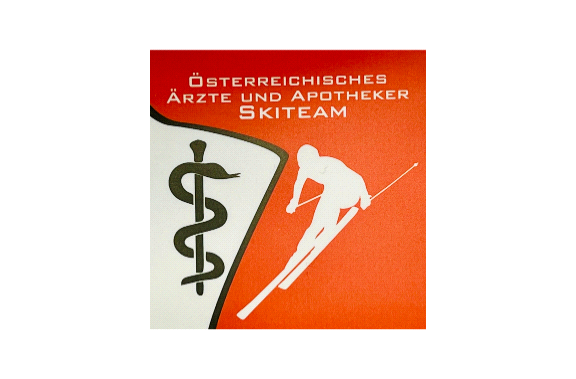 Österreichisches
Ärzte und Apotheker
Skiteam